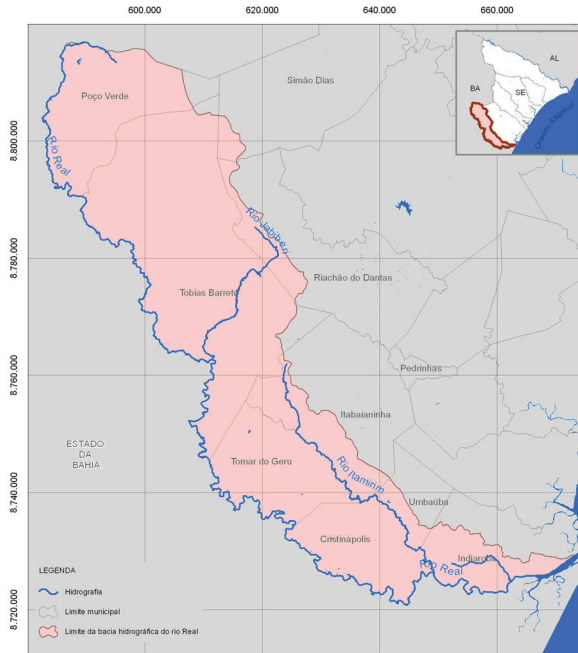 600.000
620.000
640.000
660.000
8.800.000
8.780.000
8.760.000
8.740.000
8.720.000
AL
SE
BA
Oceano Atlântico
Simão Dias
Poço Verde
Rio Real
Rio Jabiberi
Riachão do Dantas
Tobias Barreto
Pedrinhas
Itabaianinha
ESTADO
DA
BAHIA
Tomar do Geru
Rio Itamirim
Umbaúba
Cristinápolis
Indiaroba
Rio Real
LEGENDA
Hidrografia
Limite municipal
Limite da bacia hidrográfica do rio Real